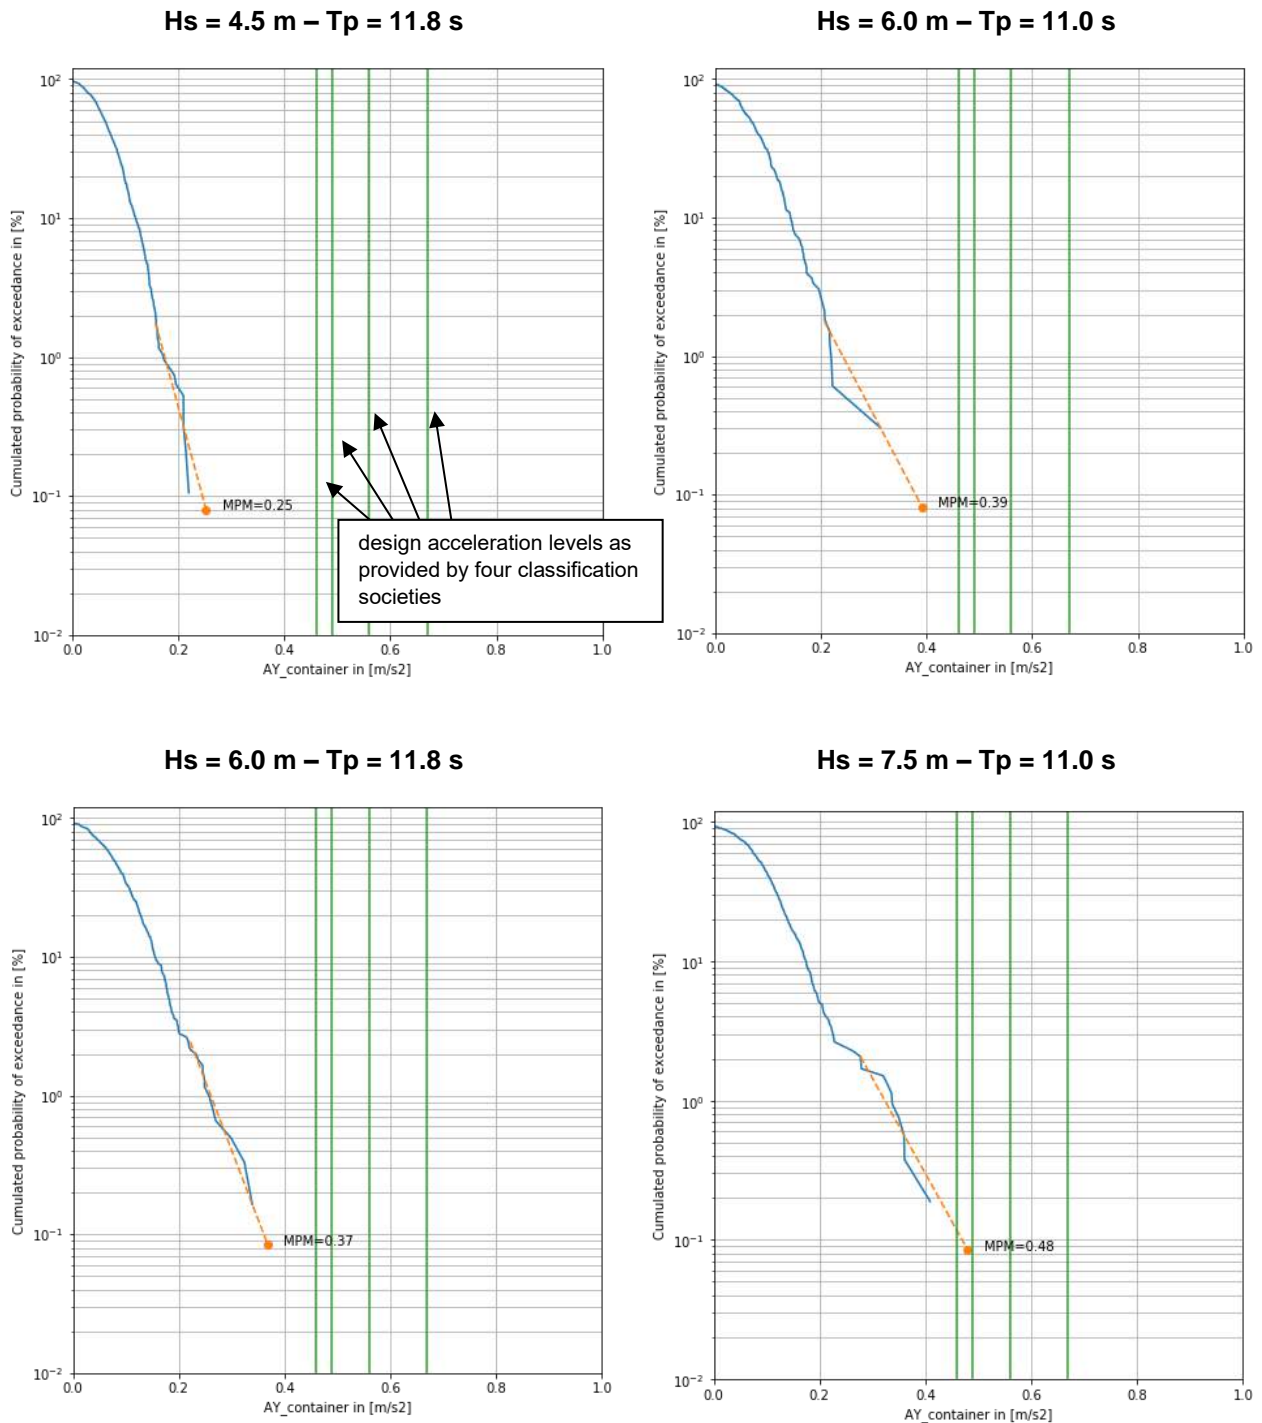 Hs = 4.5 m – Tp = 11.8 s
Cumulated probability of exceedance in [%]
10²
10¹
10⁰
10⁻¹
10⁻²
MPM=0.25
design acceleration levels as
provided by four classification
societies
0.0 0.2 0.4 0.6 0.8 1.0
AY_container in [m/s2]
Hs = 6.0 m – Tp = 11.0 s
Cumulated probability of exceedance in [%]
10²
10¹
10⁰
10⁻¹
10⁻²
MPM=0.39
0.0 0.2 0.4 0.6 0.8 1.0
AY_container in [m/s2]
Hs = 6.0 m – Tp = 11.8 s
Cumulated probability of exceedance in [%]
10²
10¹
10⁰
10⁻¹
10⁻²
MPM=0.37
0.0 0.2 0.4 0.6 0.8 1.0
AY_container in [m/s2]
Hs = 7.5 m – Tp = 11.0 s
Cumulated probability of exceedance in [%]
10²
10¹
10⁰
10⁻¹
10⁻²
MPM=0.48
0.0 0.2 0.4 0.6 0.8 1.0
AY_container in [m/s2]